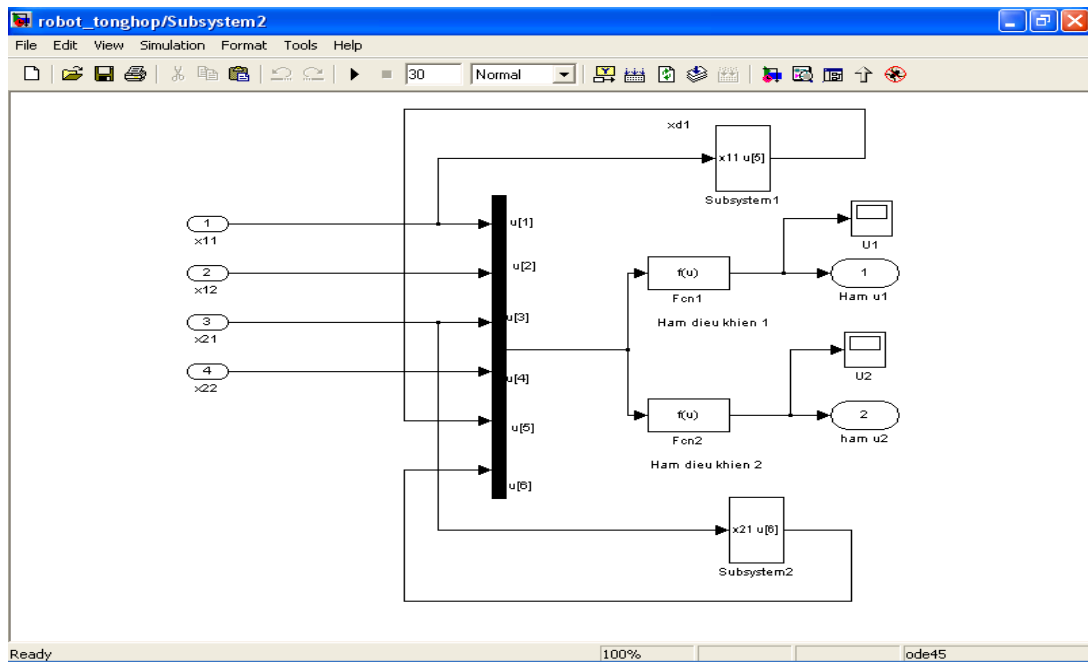 robot_tonghop/Subsystem2
File Edit View Simulation Format Tools Help
30 Normal
xd1
x11 u[5]
Subsystem1
1
x11
u[1]
U1
2
x12
u[2]
f(u)
Fcn1
1
Ham u1
3
x21
u[3]
Ham dieu khien 1
4
x22
u[4]
U2
f(u)
Fcn2
2
ham u2
u[5]
Ham dieu khien 2
u[6]
x21 u[6]
Subsystem2
Ready 100% ode45